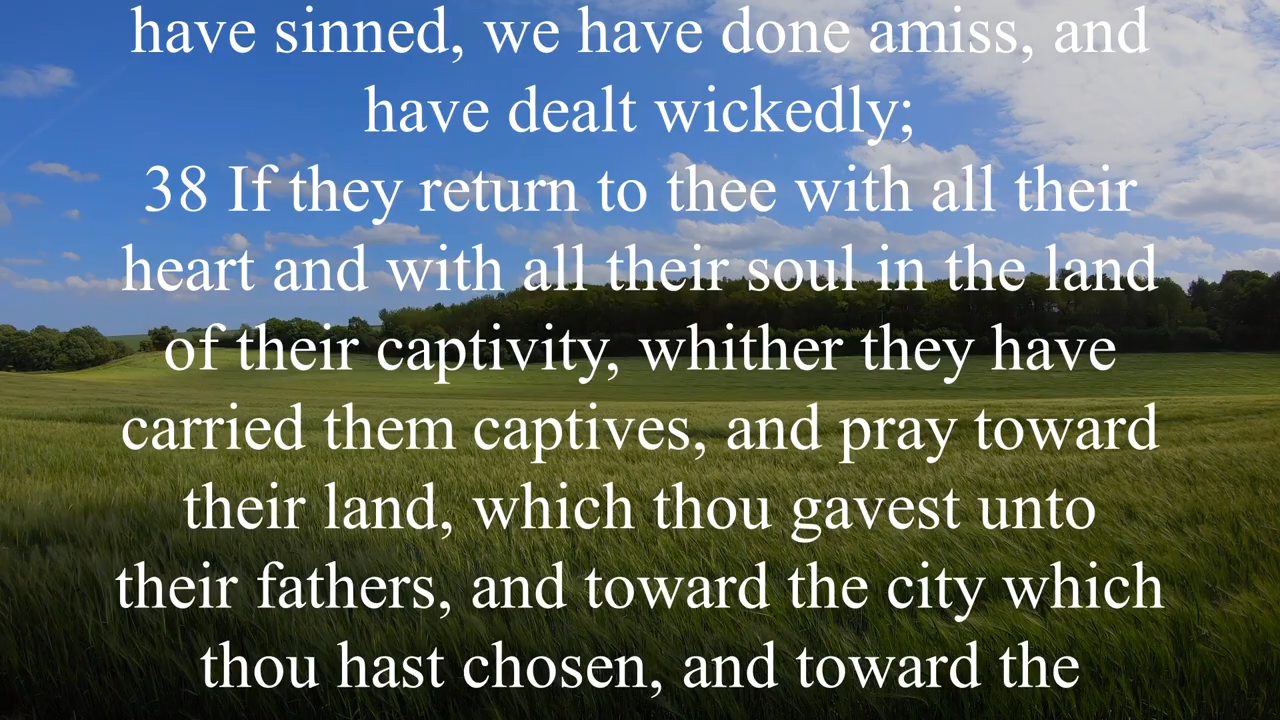 have sinned, we have done amiss, and
have dealt wickedly;
38 If they return to thee with all their
heart and with all their soul in the land
of their captivity, whither they have
carried them captives, and pray toward
their land, which thou gavest unto
their fathers, and toward the city which
thou hast chosen, and toward the